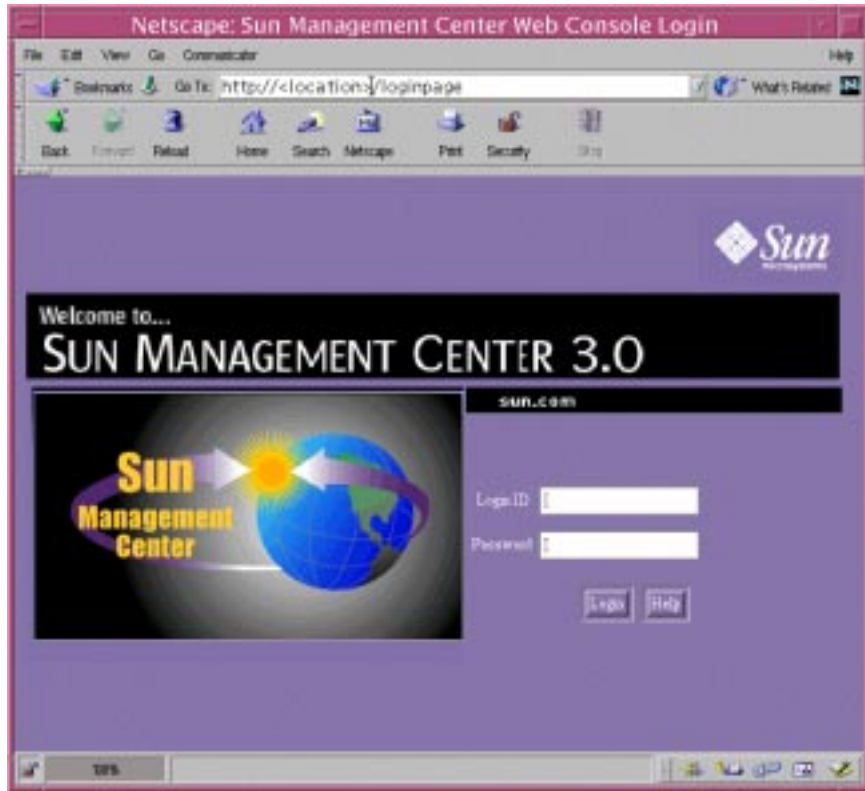 Netscape: Sun Management Center Web Console Login
File Edit View Go Communicator Help
Bookmarks Go To: http://<location>/loginpage What's Related
Back Forward Reload Home Search Netscape Print Security Stop
Sun
microsystems
Welcome to...
SUN MANAGEMENT CENTER 3.0
sun.com
Sun
Management
Center
Login ID
Password
Login Help